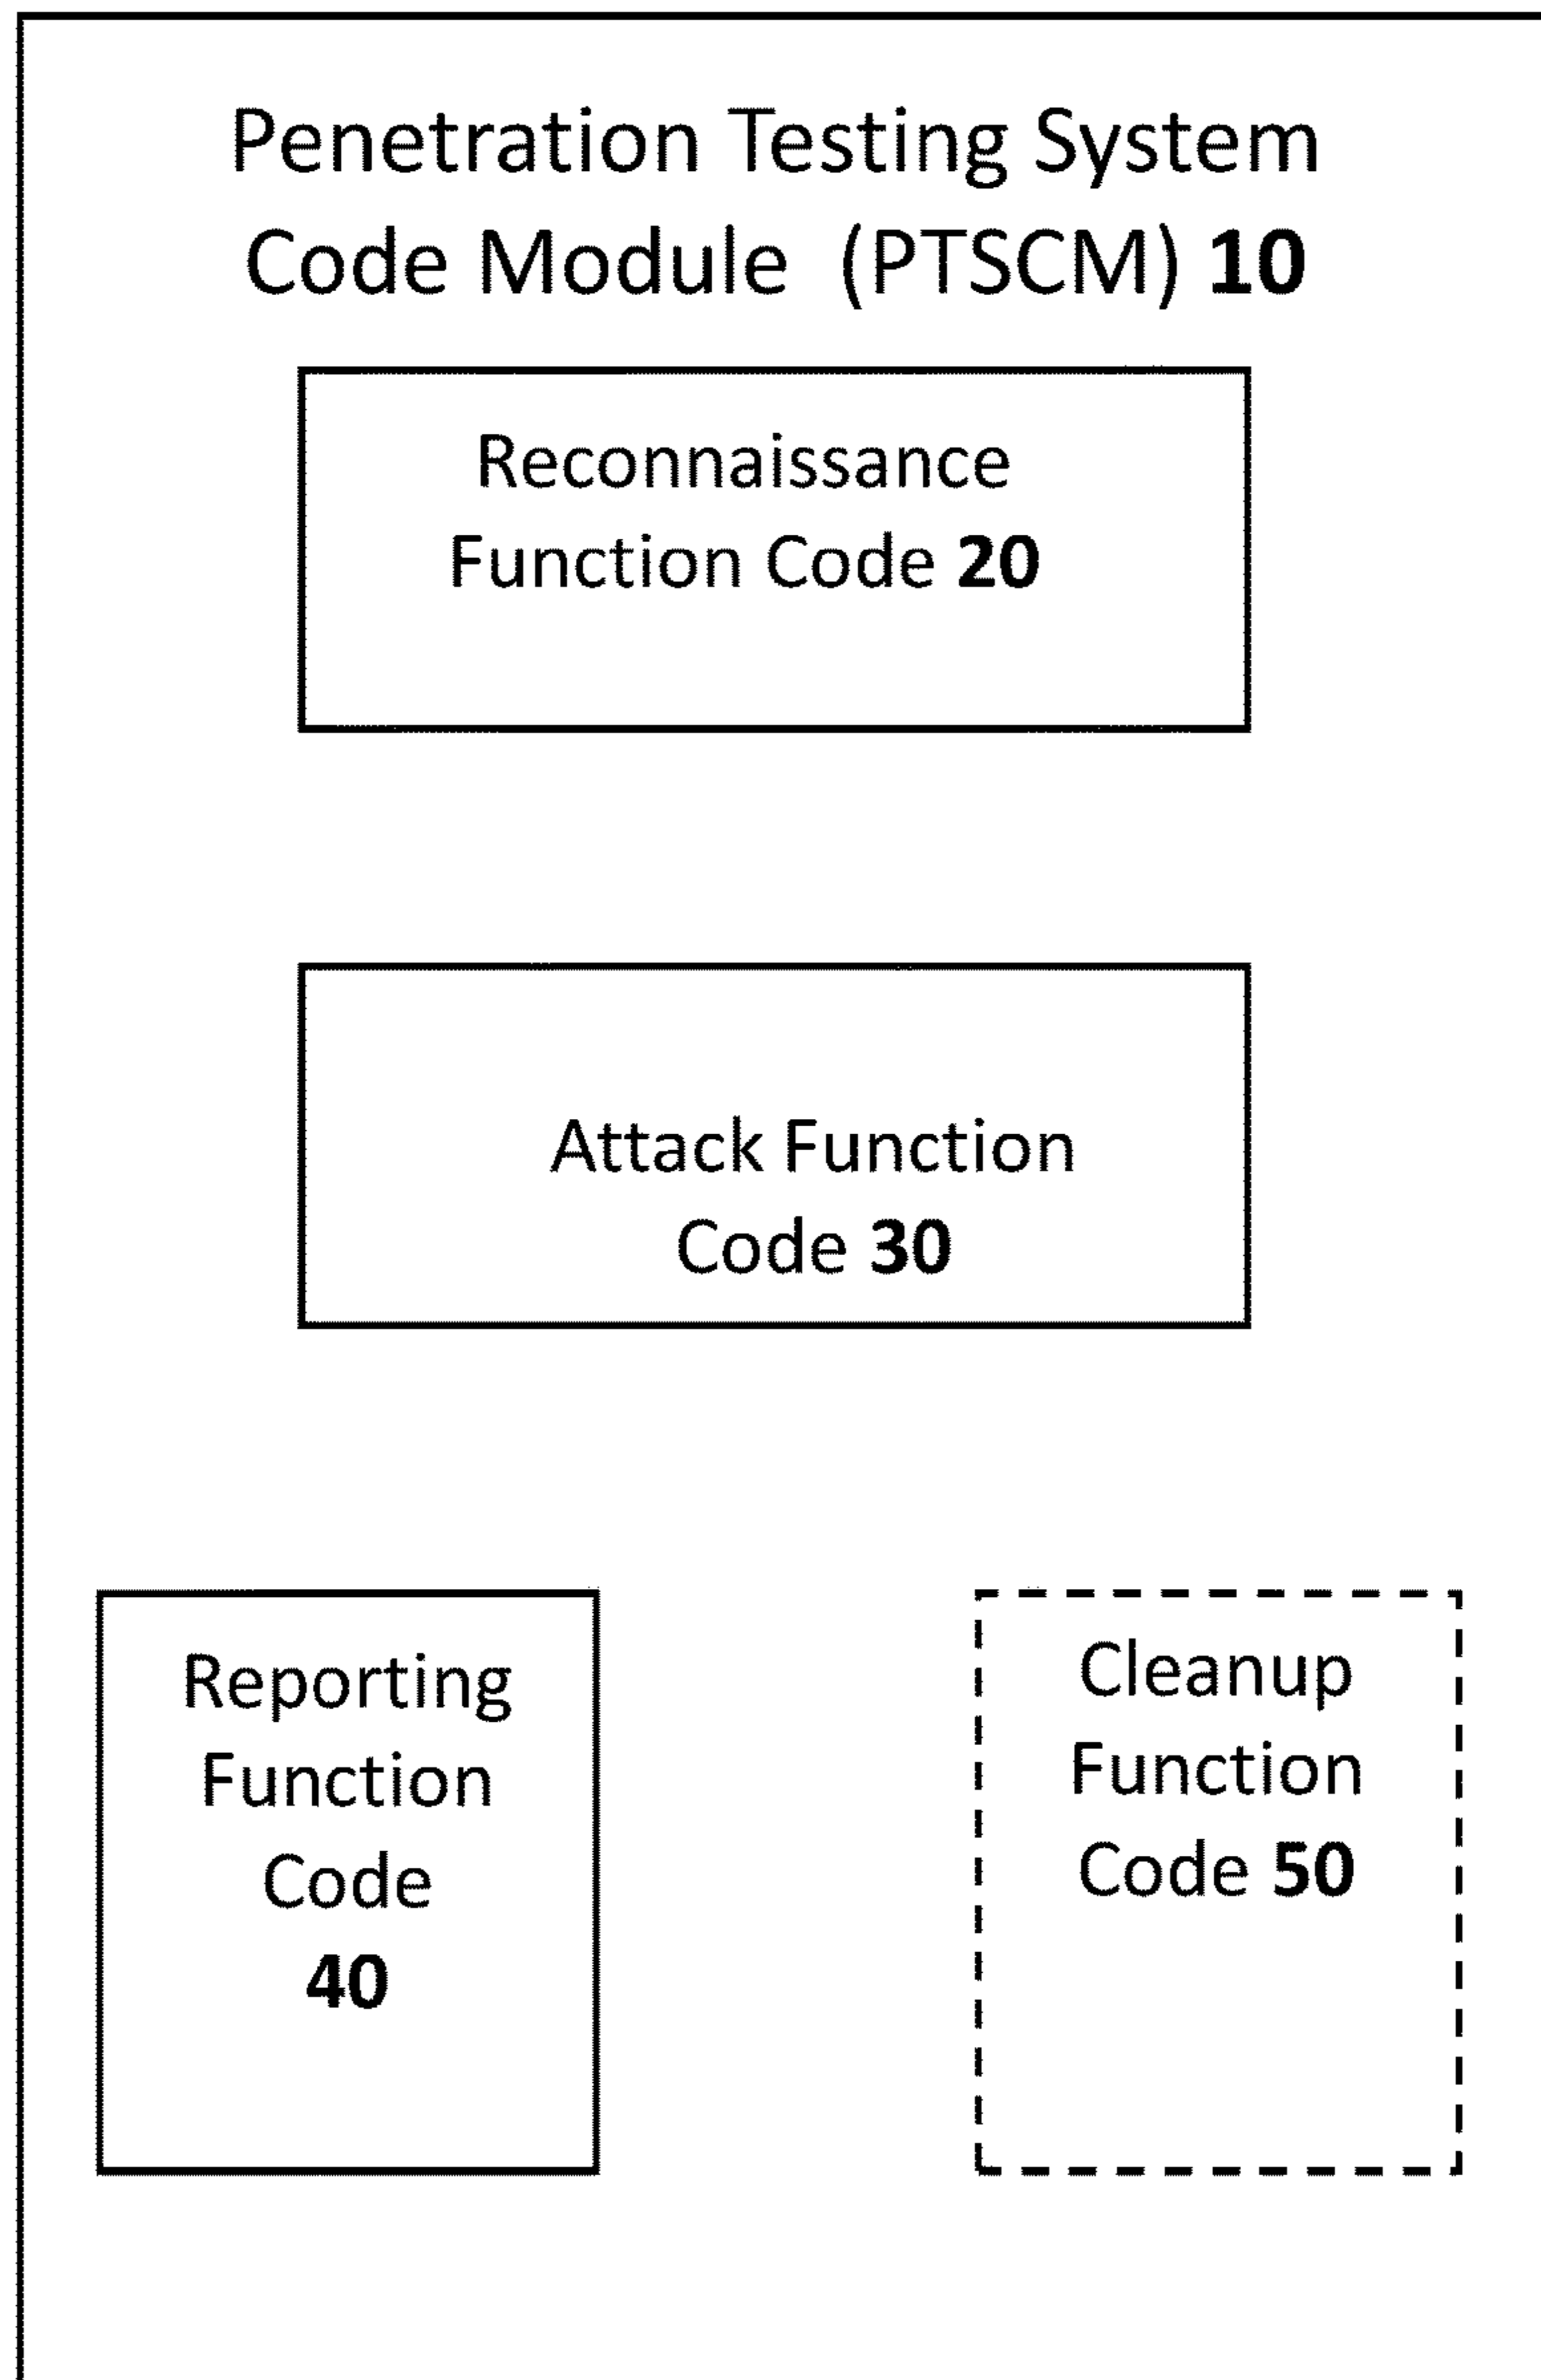 Penetration Testing System
Code Module (PTSCM) 10
Reconnaissance
Function Code 20
Attack Function
Code 30
Reporting
Function
Code
40
Cleanup
Function
Code 50